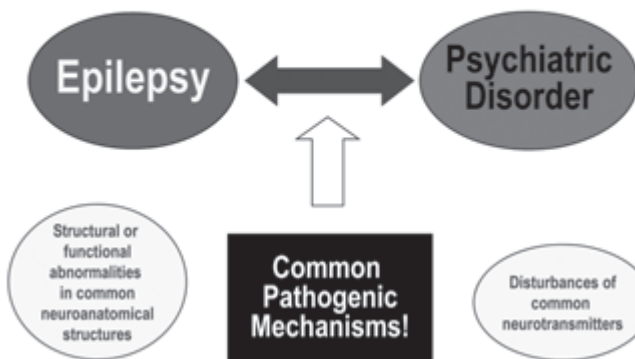 Epilepsy
Psychiatric
Disorder
Structural or
functional
abnormalities
in common
neuroanatomical
structures
Common
Pathogenic
Mechanisms!
Disturbances of
common
neurotransmitters